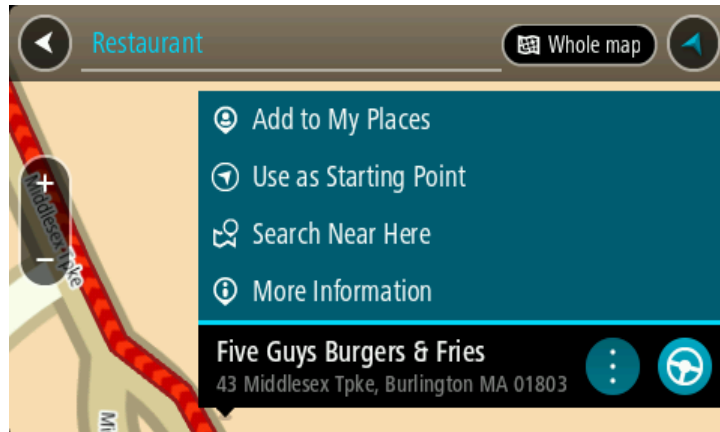 Restaurant
Whole map
Add to My Places
Use as Starting Point
Search Near Here
More Information
Middlesex Tpke
Five Guys Burgers & Fries
43 Middlesex Tpke, Burlington MA 01803
Mi